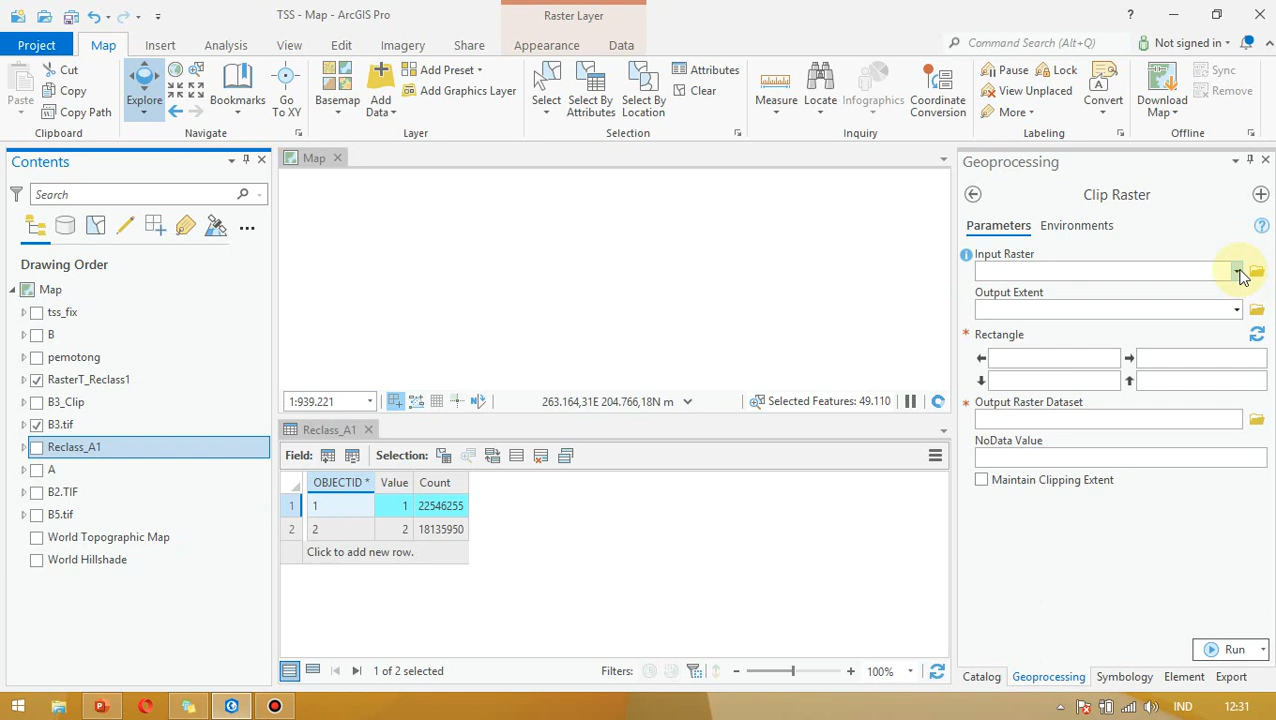 TSS - Map - ArcGIS Pro
Raster Layer
?
Project
Map
Insert
Analysis
View
Edit
Imagery
Share
Appearance
Data
Command Search (Alt+Q)
Not signed in
Paste
Cut
Copy
Copy Path
Clipboard
Explore
Bookmarks
Go To XY
Navigate
Basemap
Add Data
Add Preset
Add Graphics Layer
Layer
Select
Select By Attributes
Select By Location
Attributes
Clear
Selection
Measure
Locate
Infographics
Coordinate Conversion
Inquiry
Pause
Lock
View Unplaced
More
Convert
Labeling
Download Map
Sync
Remove
Offline
Contents
Search
Drawing Order
Map
tss_fix
B
pemotong
RasterT_Reclass1
B3_Clip
B3.tif
Reclass_A1
A
B2.TIF
B5.tif
World Topographic Map
World Hillshade
Map
1:939.221
263.164,31E 204.766,18N m
Selected Features: 49.110
Reclass_A1
Field:
Selection:
OBJECTID * Value Count
1 1 1 22546255
2 2 2 18135950
Click to add new row.
1 of 2 selected
Filters:
100%
Geoprocessing
Clip Raster
Parameters
Environments
Input Raster
Output Extent
* Rectangle
* Output Raster Dataset
NoData Value
Maintain Clipping Extent
Run
Catalog
Geoprocessing
Symbology
Element
Export
IND
12:31